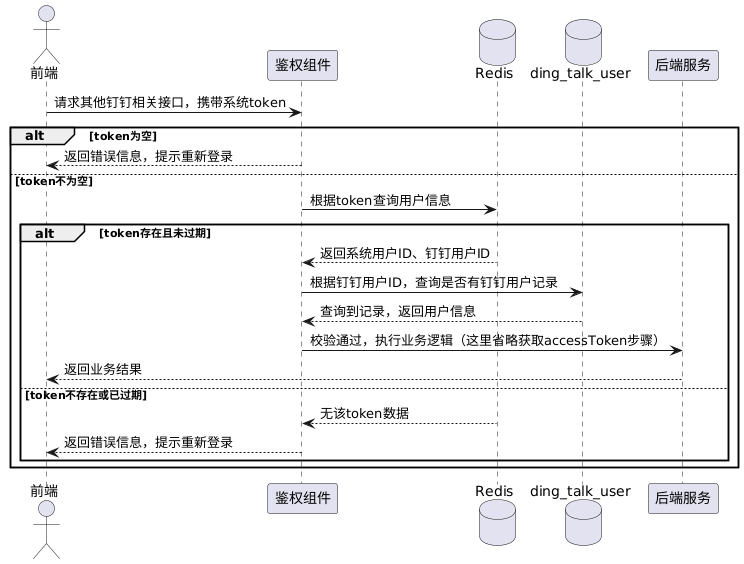 前端
鉴权组件
Redis
ding_talk_user
后端服务
请求其他钉钉相关接口，携带系统token
alt [token为空]
返回错误信息，提示重新登录
[token不为空]
根据token查询用户信息
alt [token存在且未过期]
返回系统用户ID、钉钉用户ID
根据钉钉用户ID，查询是否有钉钉用户记录
查询到记录，返回用户信息
校验通过，执行业务逻辑（这里省略获取accessToken步骤）
返回业务结果
[token不存在或已过期]
无该token数据
返回错误信息，提示重新登录
前端
鉴权组件
Redis
ding_talk_user
后端服务